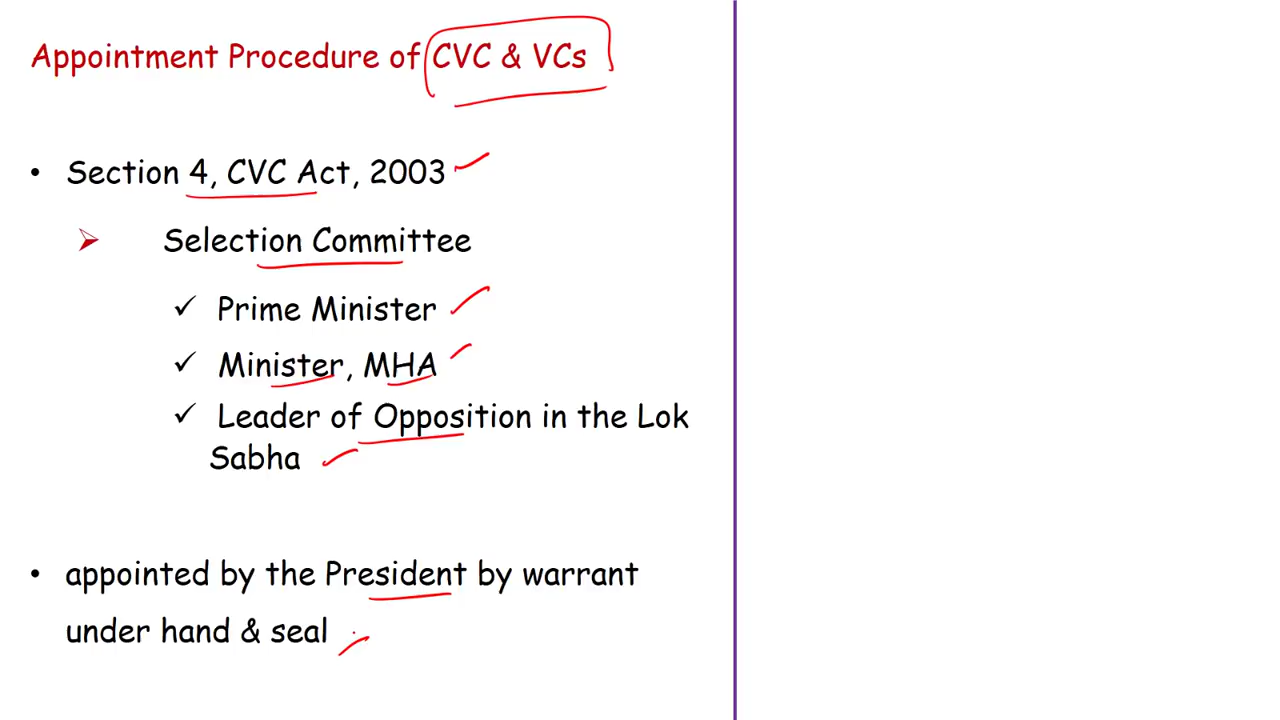 Appointment Procedure of CVC & VCs
• Section 4, CVC Act, 2003
➢ Selection Committee
✓ Prime Minister
✓ Minister, MHA
✓ Leader of Opposition in the Lok
Sabha
• appointed by the President by warrant
under hand & seal